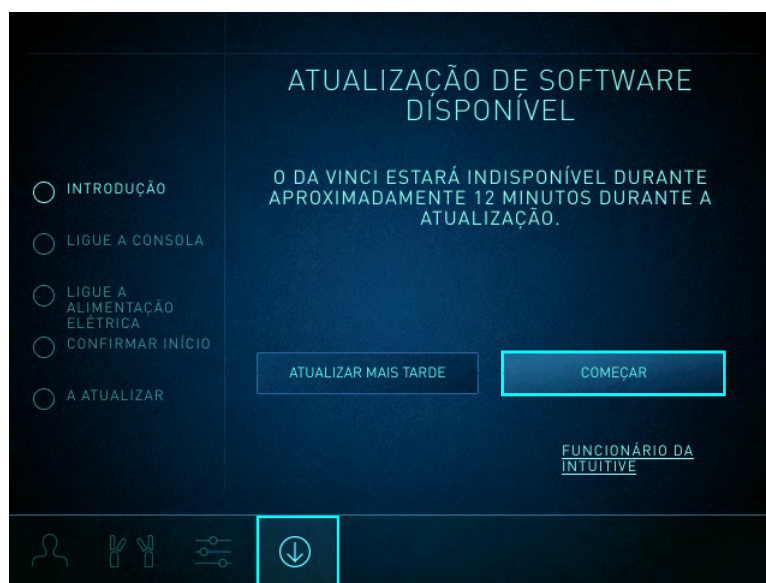 ATUALIZAÇÃO DE SOFTWARE
DISPONÍVEL
O DA VINCI ESTARÁ INDISPONÍVEL DURANTE
APROXIMADAMENTE 12 MINUTOS DURANTE A
ATUALIZAÇÃO.
INTRODUÇÃO
LIGUE A CONSOLA
LIGUE A
ALIMENTAÇÃO
ELÉTRICA
CONFIRMAR INÍCIO
A ATUALIZAR
ATUALIZAR MAIS TARDE
COMEÇAR
FUNCIONÁRIO DA
INTUITIVE